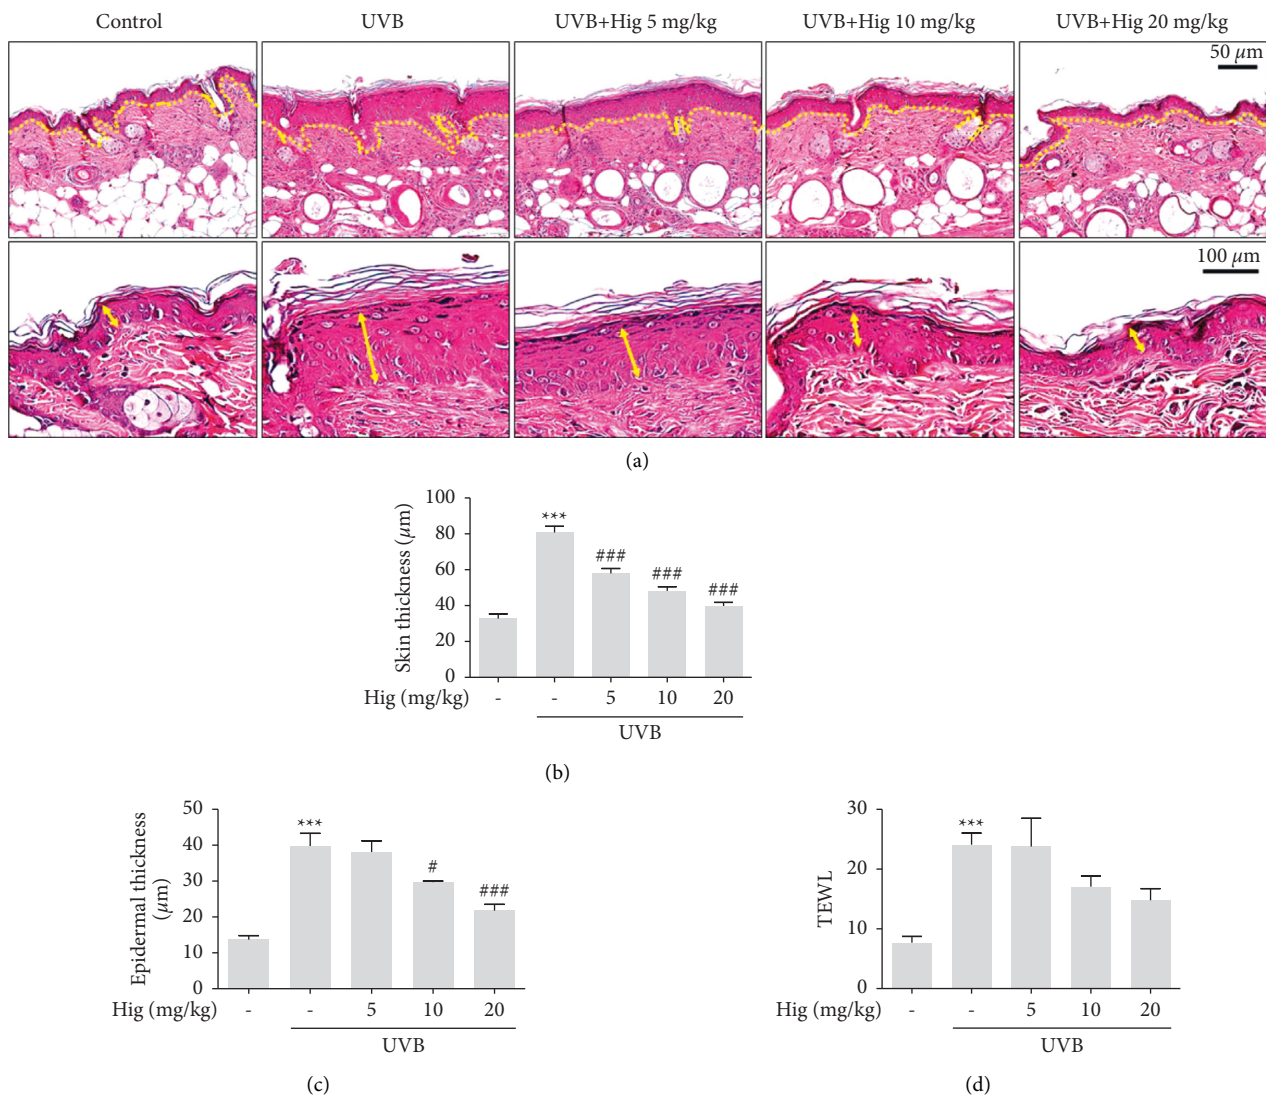 Control UVB UVB+Hig 5 mg/kg UVB+Hig 10 mg/kg UVB+Hig 20 mg/kg
50 µm
100 µm
(a)
Skin thickness (µm)
100
80
60
40
20
0
***
###
###
###
Hig (mg/kg) - - 5 10 20
UVB
(b)
Epidermal thickness
(µm)
50
40
30
20
10
0
***
#
###
Hig (mg/kg) - - 5 10 20
UVB
(c)
TEWL
30
20
10
0
***
Hig (mg/kg) - - 5 10 20
UVB
(d)